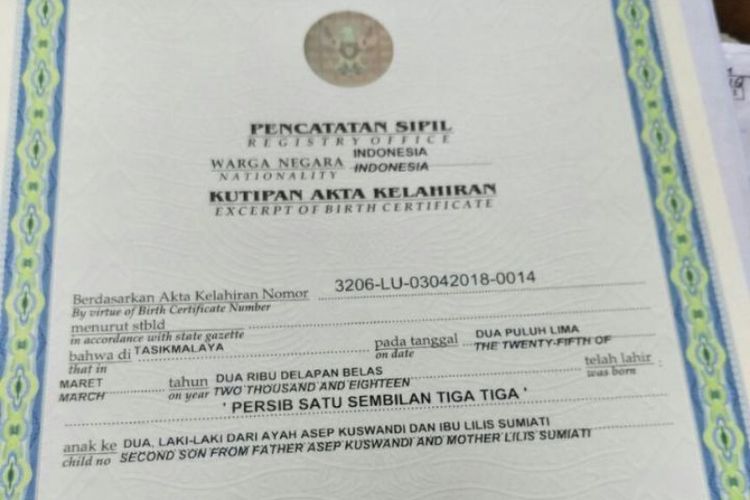 PENCATATAN SIPIL
REGISTRY OFFICE
WARGA NEGARA INDONESIA
NATIONALITY INDONESIA
KUTIPAN AKTA KELAHIRAN
EXCERPT OF BIRTH CERTIFICATE
Berdasarkan Akta Kelahiran Nomor 3206-LU-03042018-0014
By virtue of Birth Certificate Number
menurut stbld
in accordance with state gazette
bahwa di TASIKMALAYA pada tanggal DUA PULUH LIMA
that in on date THE TWENTY-FIFTH OF
MARET tahun DUA RIBU DELAPAN BELAS telah lahir :
MARCH on year TWO THOUSAND AND EIGHTEEN was born
' PERSIB SATU SEMBILAN TIGA TIGA '
anak ke DUA, LAKI-LAKI DARI AYAH ASEP KUSWANDI DAN IBU LILIS SUMIATI
child no SECOND SON FROM FATHER ASEP KUSWANDI AND MOTHER LILIS SUMIATI